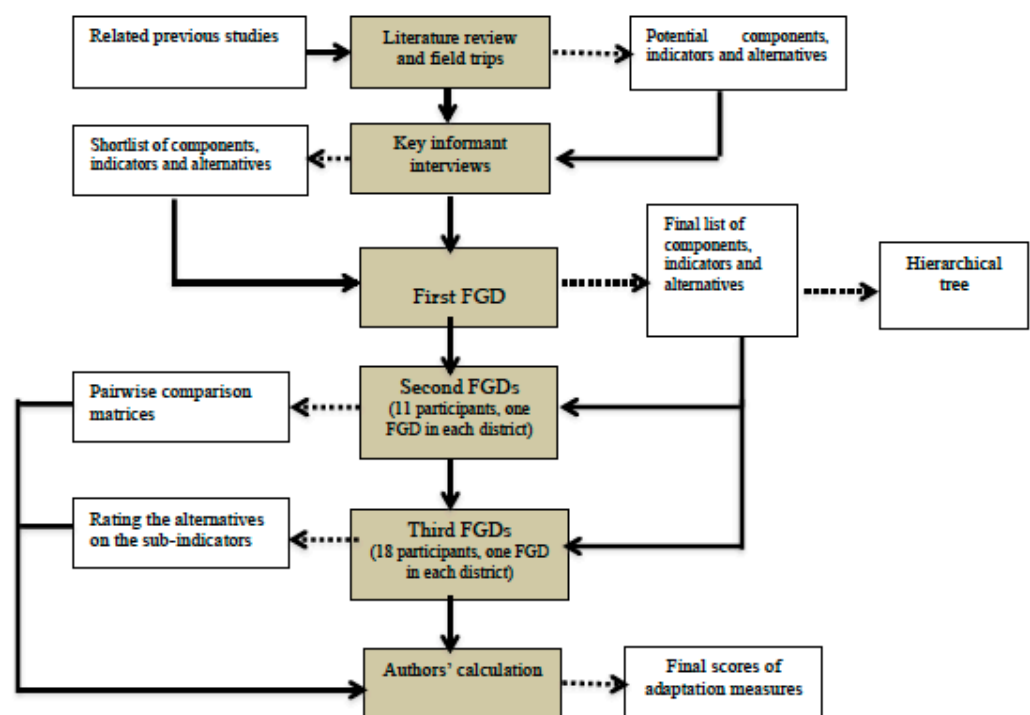 Related previous studies
Literature review
and field trips
Potential components,
indicators and alternatives
Shortlist of components,
indicators and alternatives
Key informant
interviews
First FGD
Final list of
components,
indicators and
alternatives
Hierarchical
tree
Pairwise comparison
matrices
Second FGDs
(11 participants, one
FGD in each district)
Rating the alternatives
on the sub-indicators
Third FGDs
(18 participants, one FGD
in each district)
Authors’ calculation
Final scores of
adaptation measures